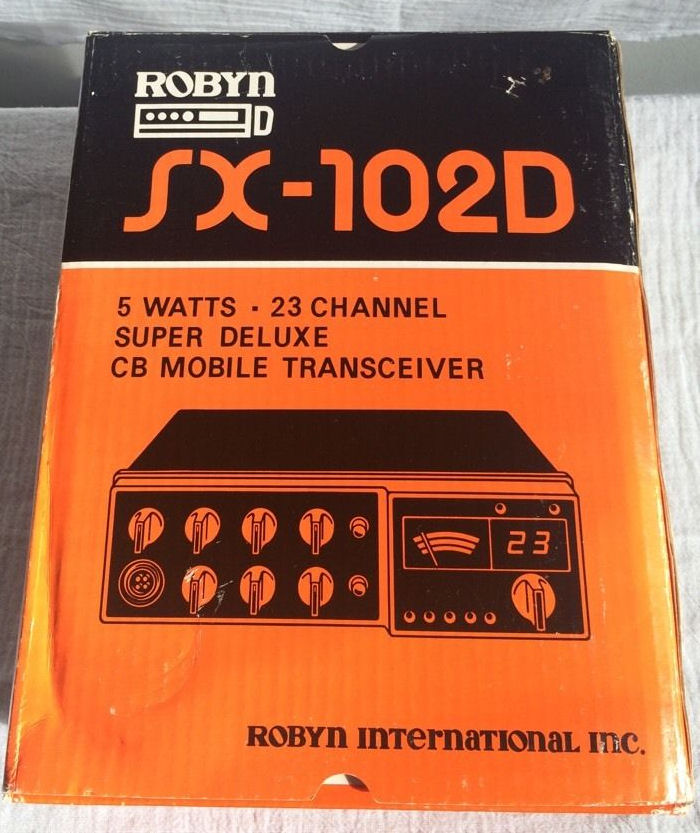 ROBYN
D
SX-102D
5 WATTS · 23 CHANNEL
SUPER DELUXE
CB MOBILE TRANSCEIVER
23
ROBYN INTERNATIONAL INC.